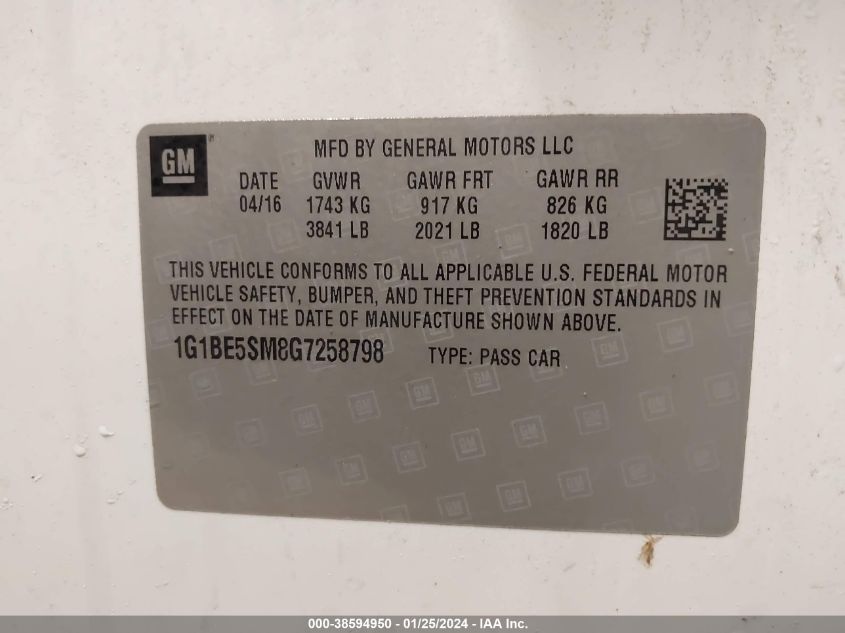 GM
MFD BY GENERAL MOTORS LLC
DATE GVWR GAWR FRT GAWR RR
04/16 1743 KG 917 KG 826 KG
3841 LB 2021 LB 1820 LB
THIS VEHICLE CONFORMS TO ALL APPLICABLE U.S. FEDERAL MOTOR
VEHICLE SAFETY, BUMPER, AND THEFT PREVENTION STANDARDS IN
EFFECT ON THE DATE OF MANUFACTURE SHOWN ABOVE.
1G1BE5SM8G7258798 TYPE: PASS CAR
000-38594950 - 01/25/2024 - IAA Inc.